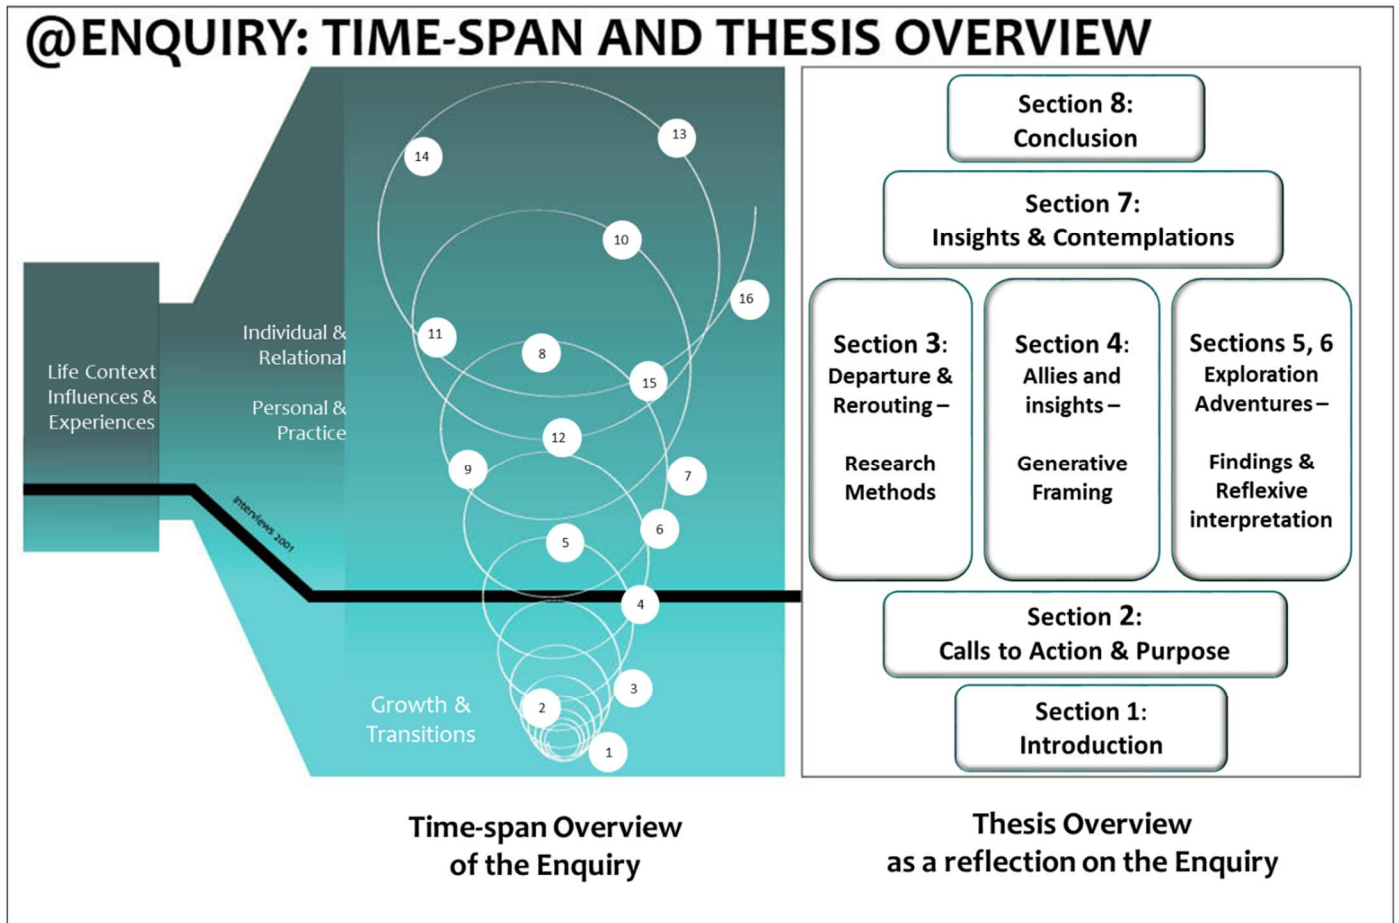 @ENQUIRY: TIME-SPAN AND THESIS OVERVIEW
Life Context
Influences &
Experiences
Individual &
Relational
Personal &
Practice
Interviews 2001
Growth &
Transitions
14
13
10
16
11
8
15
12
9
7
6
5
4
3
2
1
Time-span Overview
of the Enquiry
Section 8:
Conclusion
Section 7:
Insights & Contemplations
Section 3:
Departure &
Rerouting –
Research
Methods
Section 4:
Allies and
insights –
Generative
Framing
Sections 5, 6
Exploration
Adventures –
Findings &
Reflexive
interpretation
Section 2:
Calls to Action & Purpose
Section 1:
Introduction
Thesis Overview
as a reflection on the Enquiry